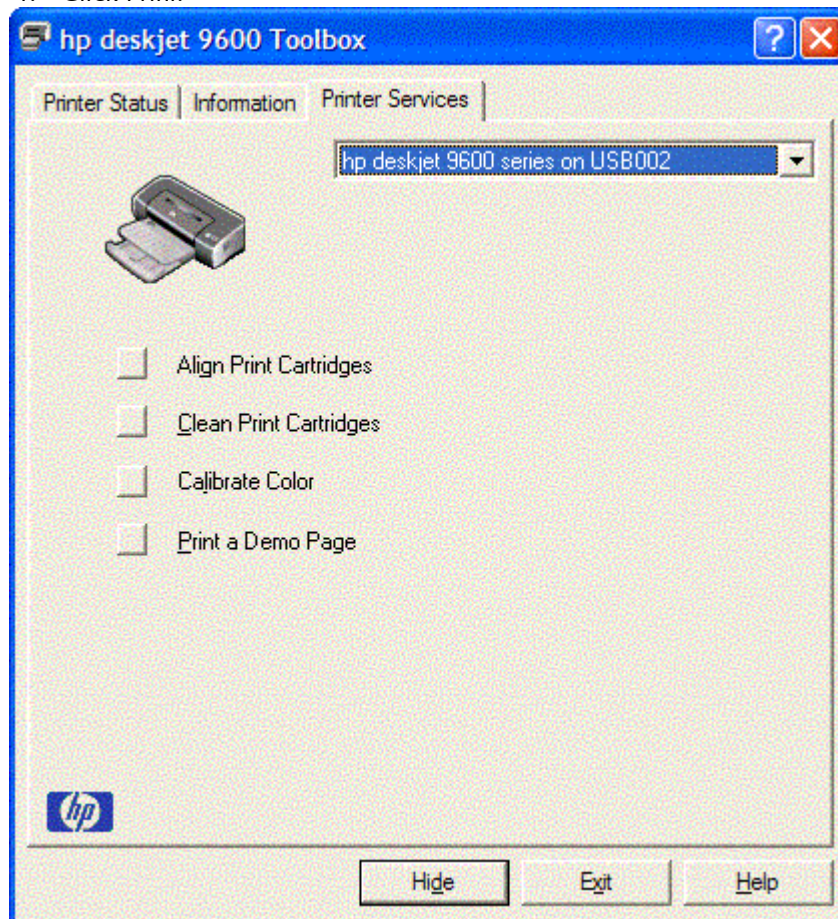 hp deskjet 9600 Toolbox
Printer Status Information Printer Services
hp deskjet 9600 series on USB002
Align Print Cartridges
Clean Print Cartridges
Calibrate Color
Print a Demo Page
hp
Hide Exit Help